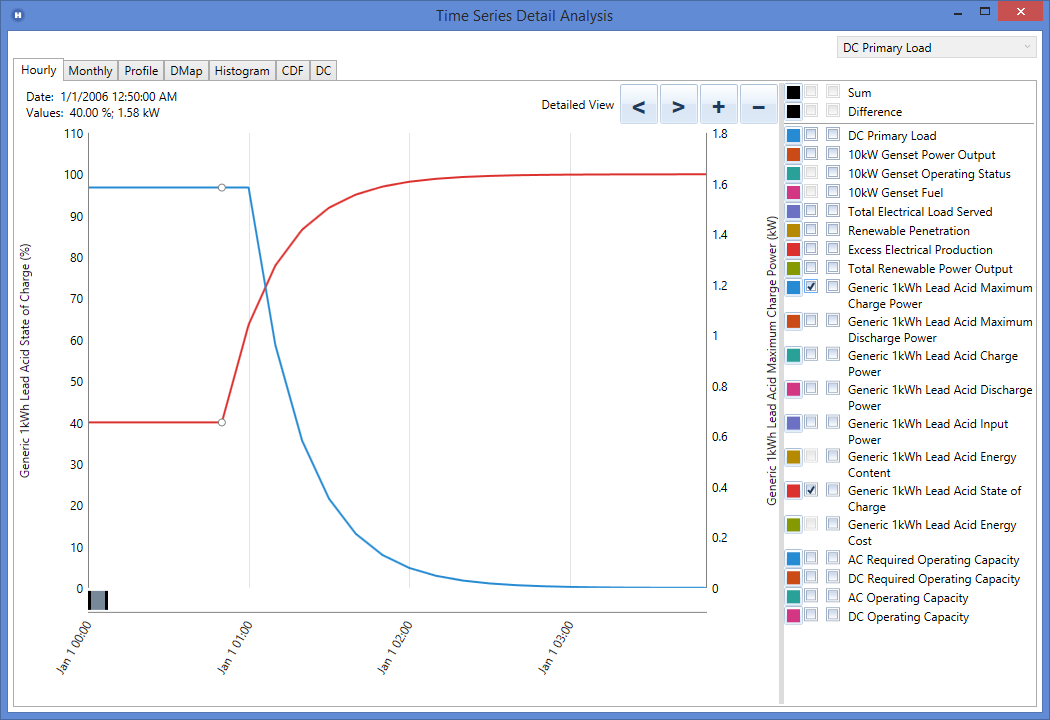 H
Time Series Detail Analysis
DC Primary Load
Hourly
Monthly
Profile
DMap
Histogram
CDF
DC
Date: 1/1/2006 12:50:00 AM
Values: 40.00 %; 1.58 kW
Detailed View
<
>
+
−
Generic 1kWh Lead Acid State of Charge (%)
110
100
90
80
70
60
50
40
30
20
10
0
1.8
1.6
1.4
1.2
1
0.8
0.6
0.4
0.2
0
Generic 1kWh Lead Acid Maximum Charge Power (kW)
Jan 1 00:00
Jan 1 01:00
Jan 1 02:00
Jan 1 03:00
Sum
Difference
DC Primary Load
10kW Genset Power Output
10kW Genset Operating Status
10kW Genset Fuel
Total Electrical Load Served
Renewable Penetration
Excess Electrical Production
Total Renewable Power Output
Generic 1kWh Lead Acid Maximum
Charge Power
Generic 1kWh Lead Acid Maximum
Discharge Power
Generic 1kWh Lead Acid Charge
Power
Generic 1kWh Lead Acid Discharge
Power
Generic 1kWh Lead Acid Input
Power
Generic 1kWh Lead Acid Energy
Content
Generic 1kWh Lead Acid State of
Charge
Generic 1kWh Lead Acid Energy
Cost
AC Required Operating Capacity
DC Required Operating Capacity
AC Operating Capacity
DC Operating Capacity